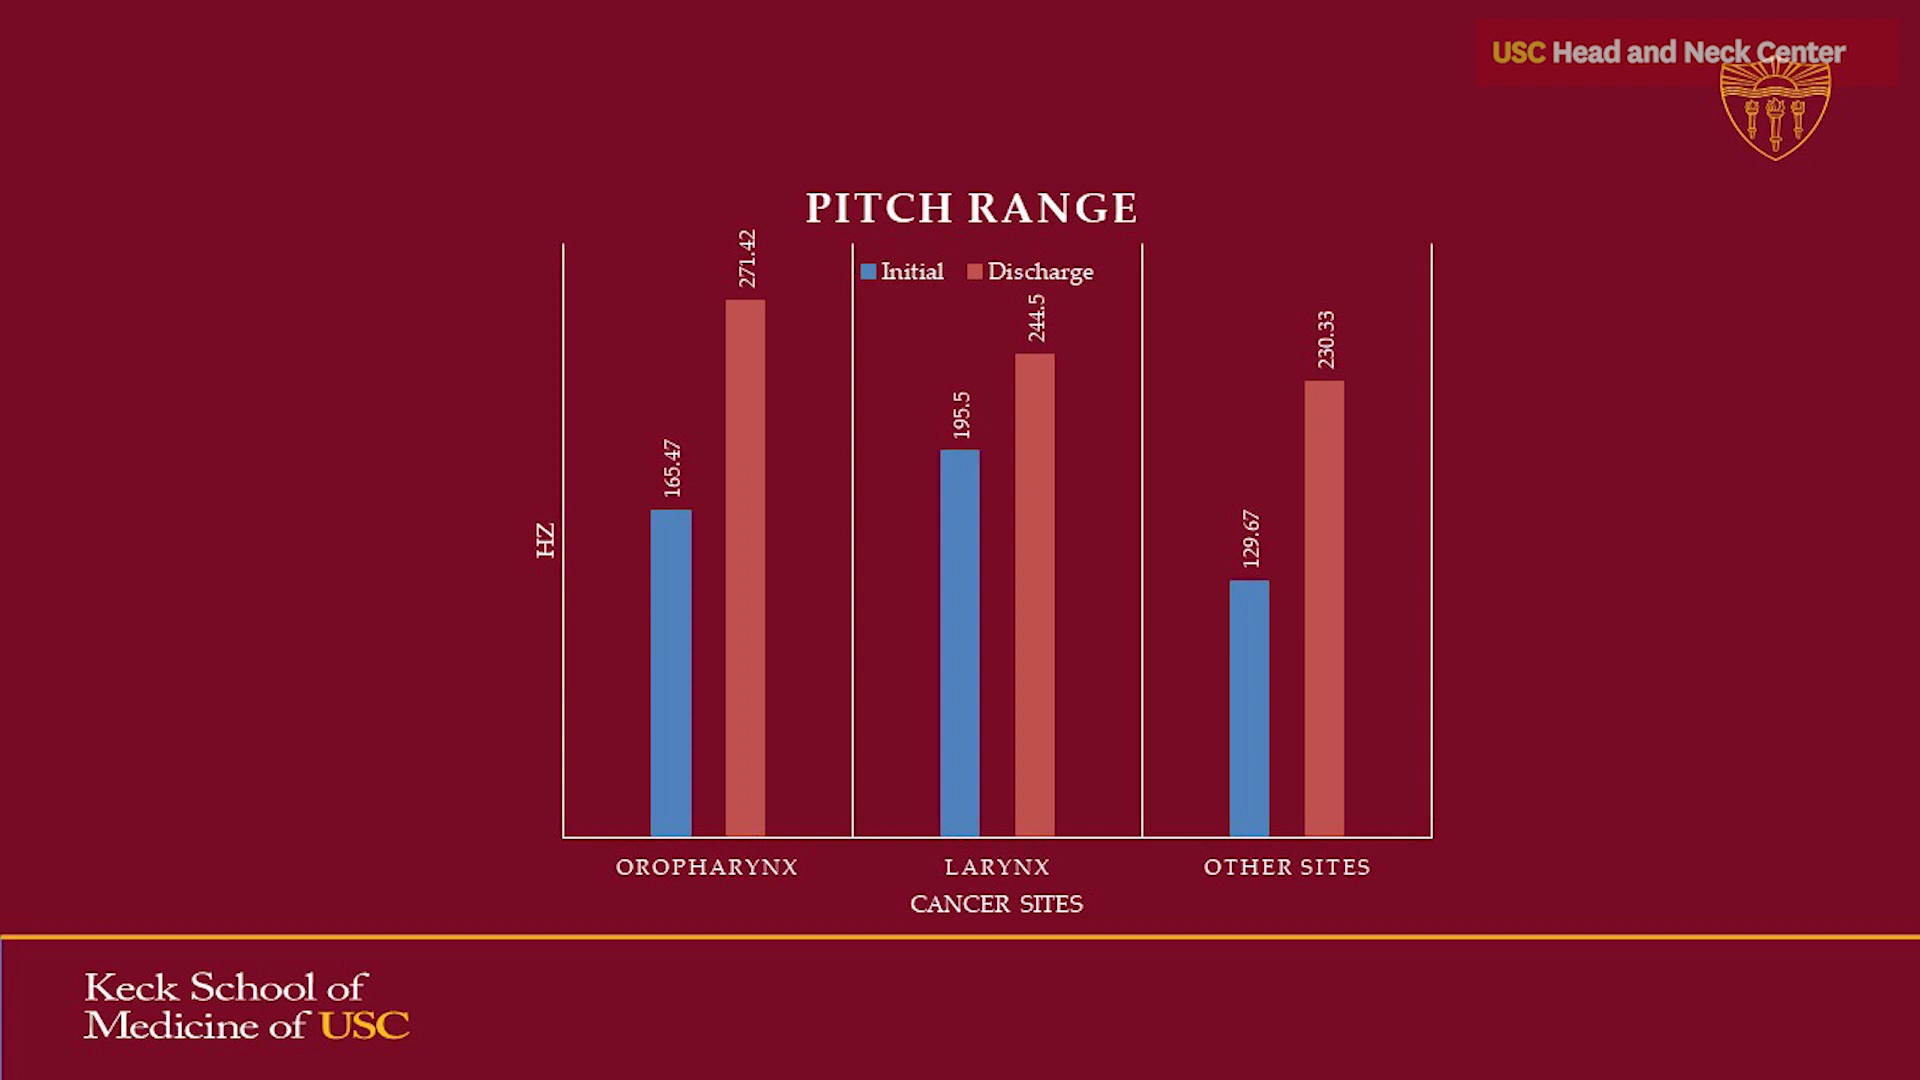 USC Head and Neck Center
PITCH RANGE
Initial Discharge
271.42
244.5
230.33
195.5
165.47
129.67
HZ
OROPHARYNX LARYNX OTHER SITES
CANCER SITES
Keck School of
Medicine of USC